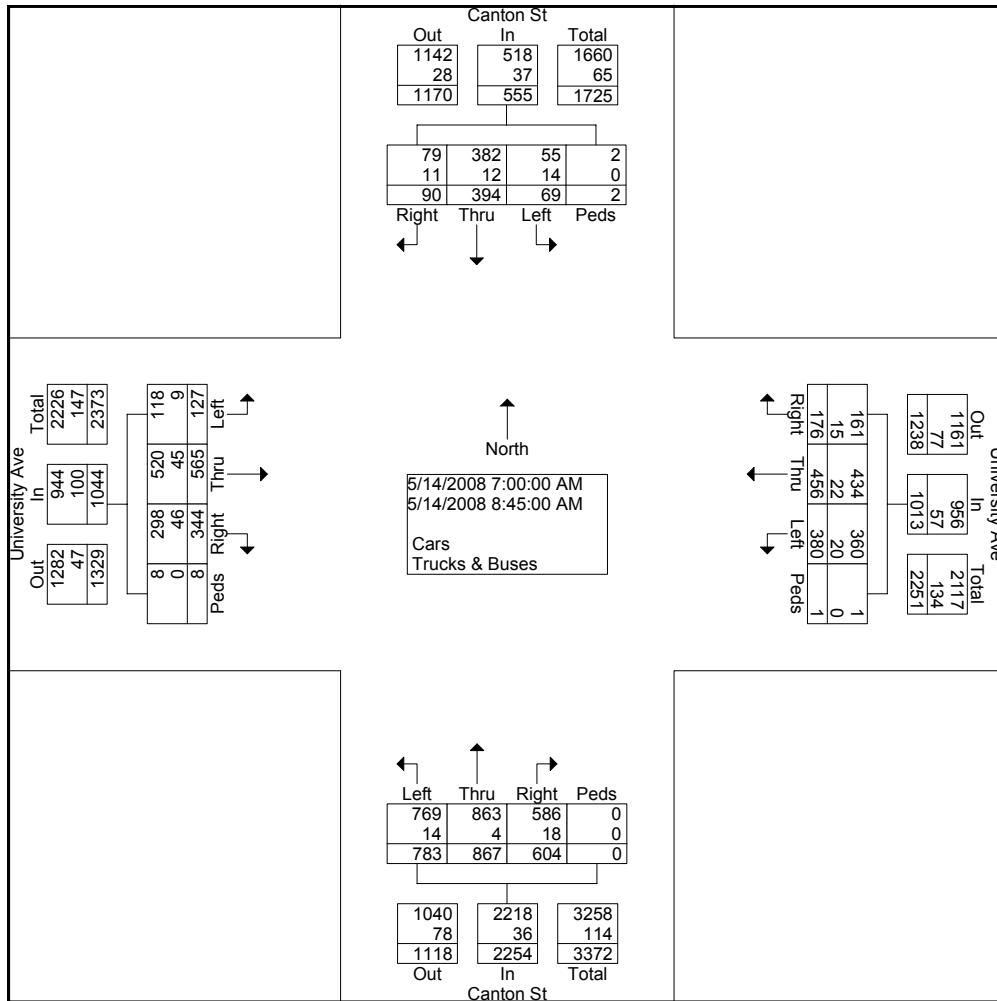 Canton St
Out In Total
1142 518 1660
28 37 65
1170 555 1725
79 382 55 2
11 12 14 0
90 394 69 2
Right Thru Left Peds
University Ave
Total In Out
2226 944 1282
147 100 47
2373 1044 1329
118 520 298 8
9 45 46 0
127 565 344 8
Left Thru Right Peds
North
5/14/2008 7:00:00 AM
5/14/2008 8:45:00 AM
Cars
Trucks & Buses
University Ave
Out In Total
1161 956 2117
77 57 134
1238 1013 2251
161 434 360 1
15 22 20 0
176 456 380 1
Right Thru Left Peds
Left Thru Right Peds
769 863 586 0
14 4 18 0
783 867 604 0
1040 2218 3258
78 36 114
1118 2254 3372
Out In Total
Canton St